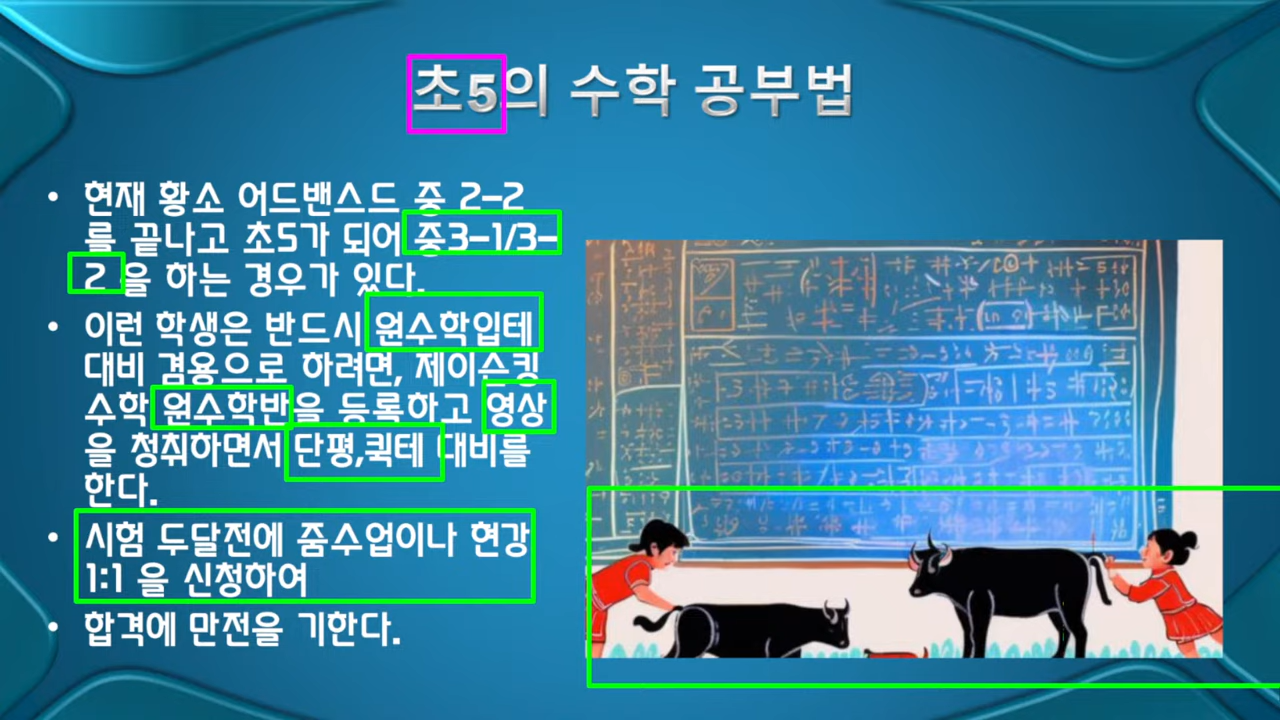 초5의 수학 공부법
• 현재 황소 어드밴스드 중 2-2
를 끝나고 초5가 되어 중3-1/3-
2 을 하는 경우가 있다.
• 이런 학생은 반드시 원수학입테
대비 겸용으로 하려면, 제이슨킹
수학 원수학반을 등록하고 영상
을 청취하면서 단평,쿽테 대비를
한다.
• 시험 두달전에 줌수업이나 현강
1:1 을 신청하여
• 합격에 만전을 기한다.